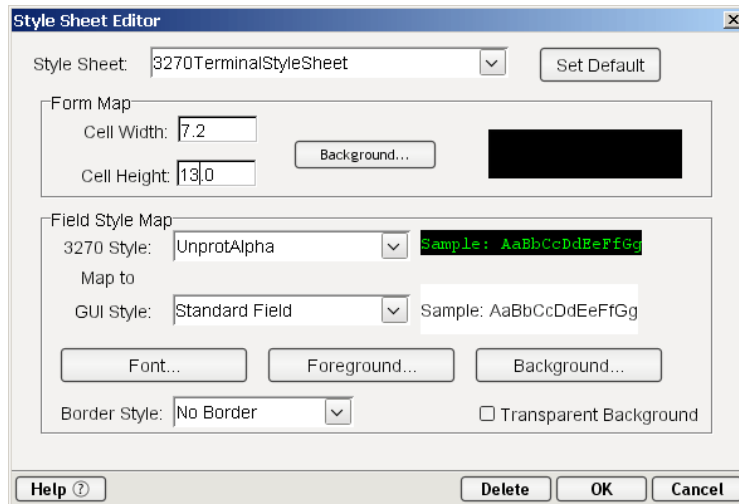 Style Sheet Editor
Style Sheet: 3270TerminalStyleSheet Set Default
Form Map
Cell Width: 7.2
Background...
Cell Height: 13.0
Field Style Map
3270 Style: UnprotAlpha Sample: AaBbCcDdEeFfGg
Map to
GUI Style: Standard Field Sample: AaBbCcDdEeFfGg
Font... Foreground... Background...
Border Style: No Border Transparent Background
Help ? Delete OK Cancel